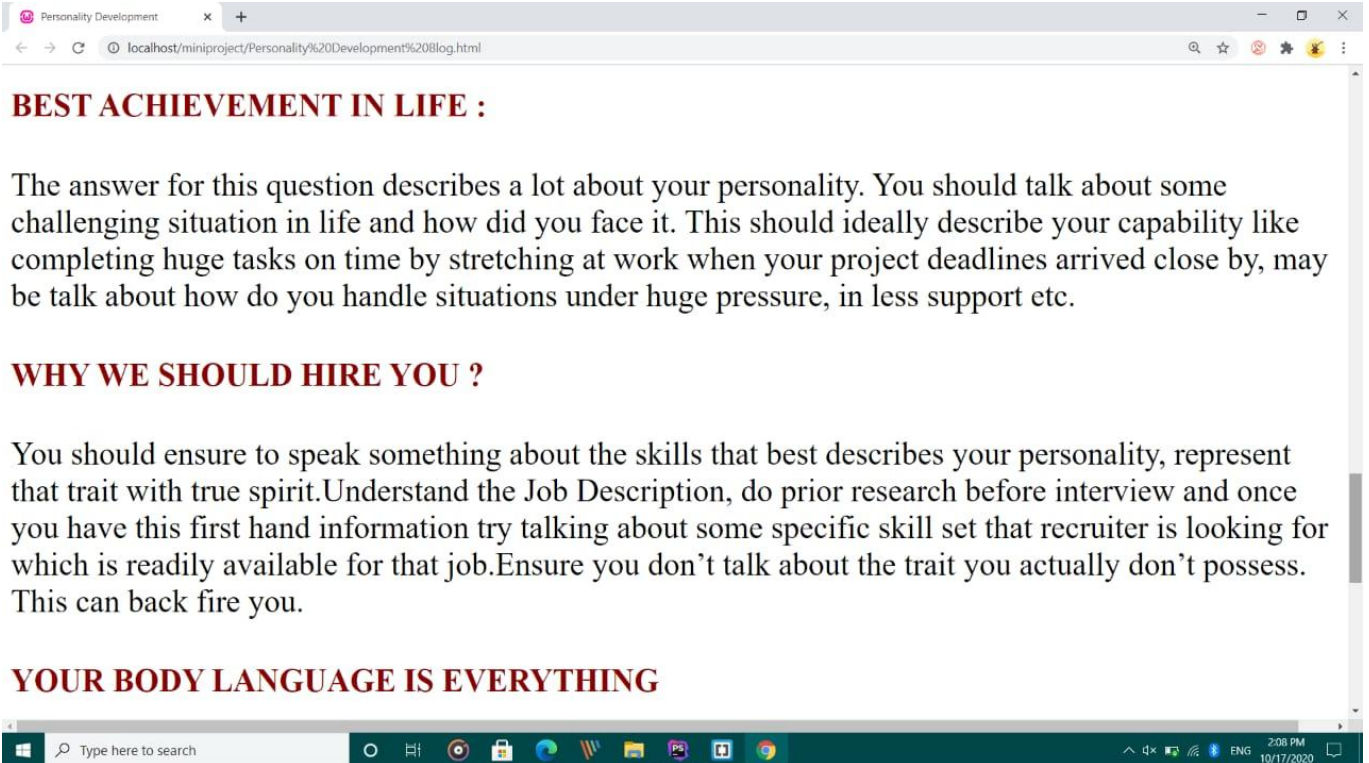 Personality Development
localhost/miniproject/Personality%20Development%20Blog.html
BEST ACHIEVEMENT IN LIFE :
The answer for this question describes a lot about your personality. You should talk about some
challenging situation in life and how did you face it. This should ideally describe your capability like
completing huge tasks on time by stretching at work when your project deadlines arrived close by, may
be talk about how do you handle situations under huge pressure, in less support etc.
WHY WE SHOULD HIRE YOU ?
You should ensure to speak something about the skills that best describes your personality, represent
that trait with true spirit.Understand the Job Description, do prior research before interview and once
you have this first hand information try talking about some specific skill set that recruiter is looking for
which is readily available for that job.Ensure you don’t talk about the trait you actually don’t possess.
This can back fire you.
YOUR BODY LANGUAGE IS EVERYTHING
Type here to search
PS
ENG
2:08 PM
10/17/2020